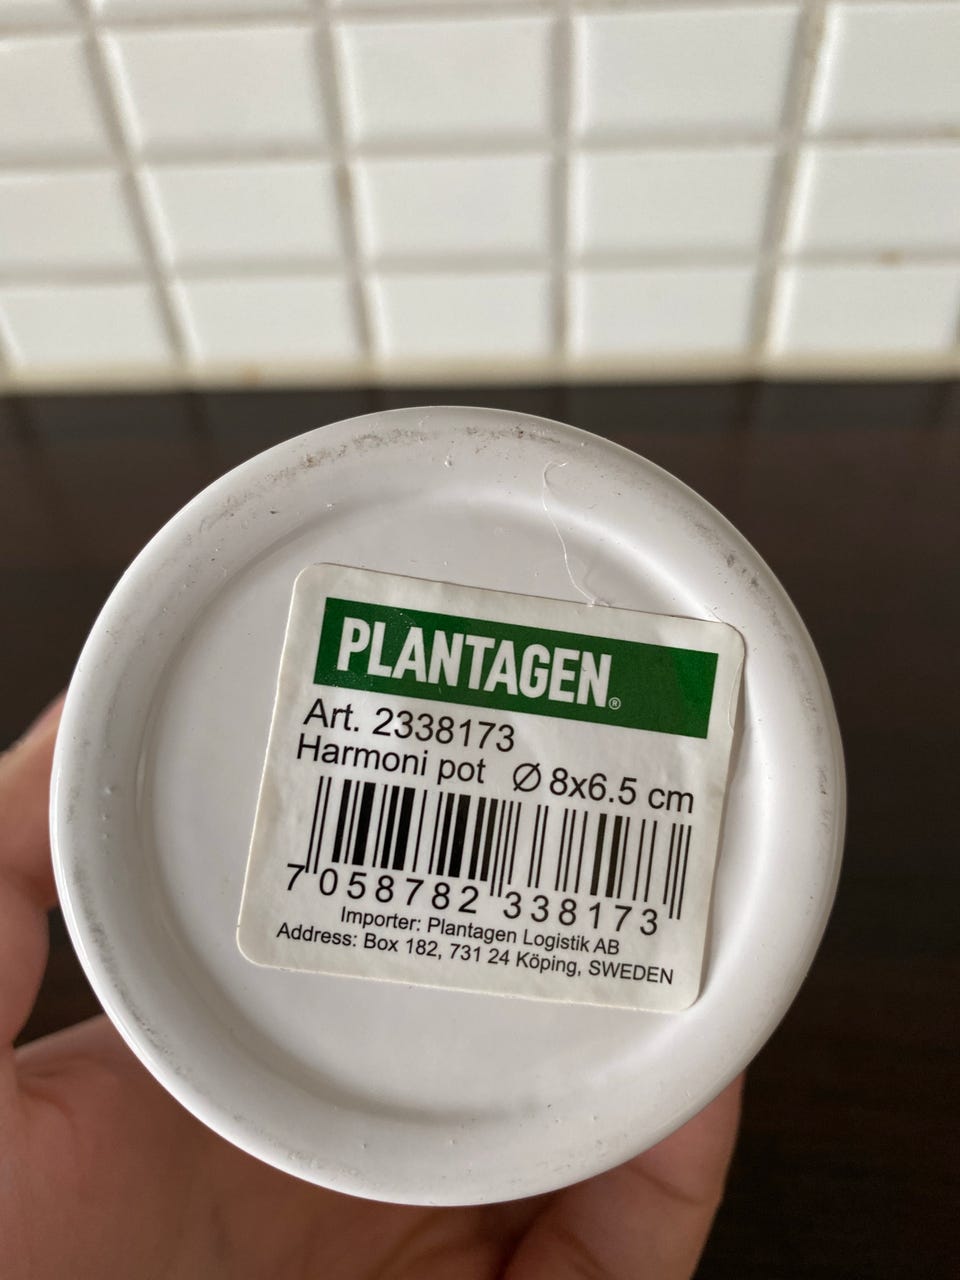 PLANTAGEN®
Art. 2338173
Harmoni pot Ø 8x6.5 cm
7 058782 338173
Importer: Plantagen Logistik AB
Address: Box 182, 731 24 Köping, SWEDEN